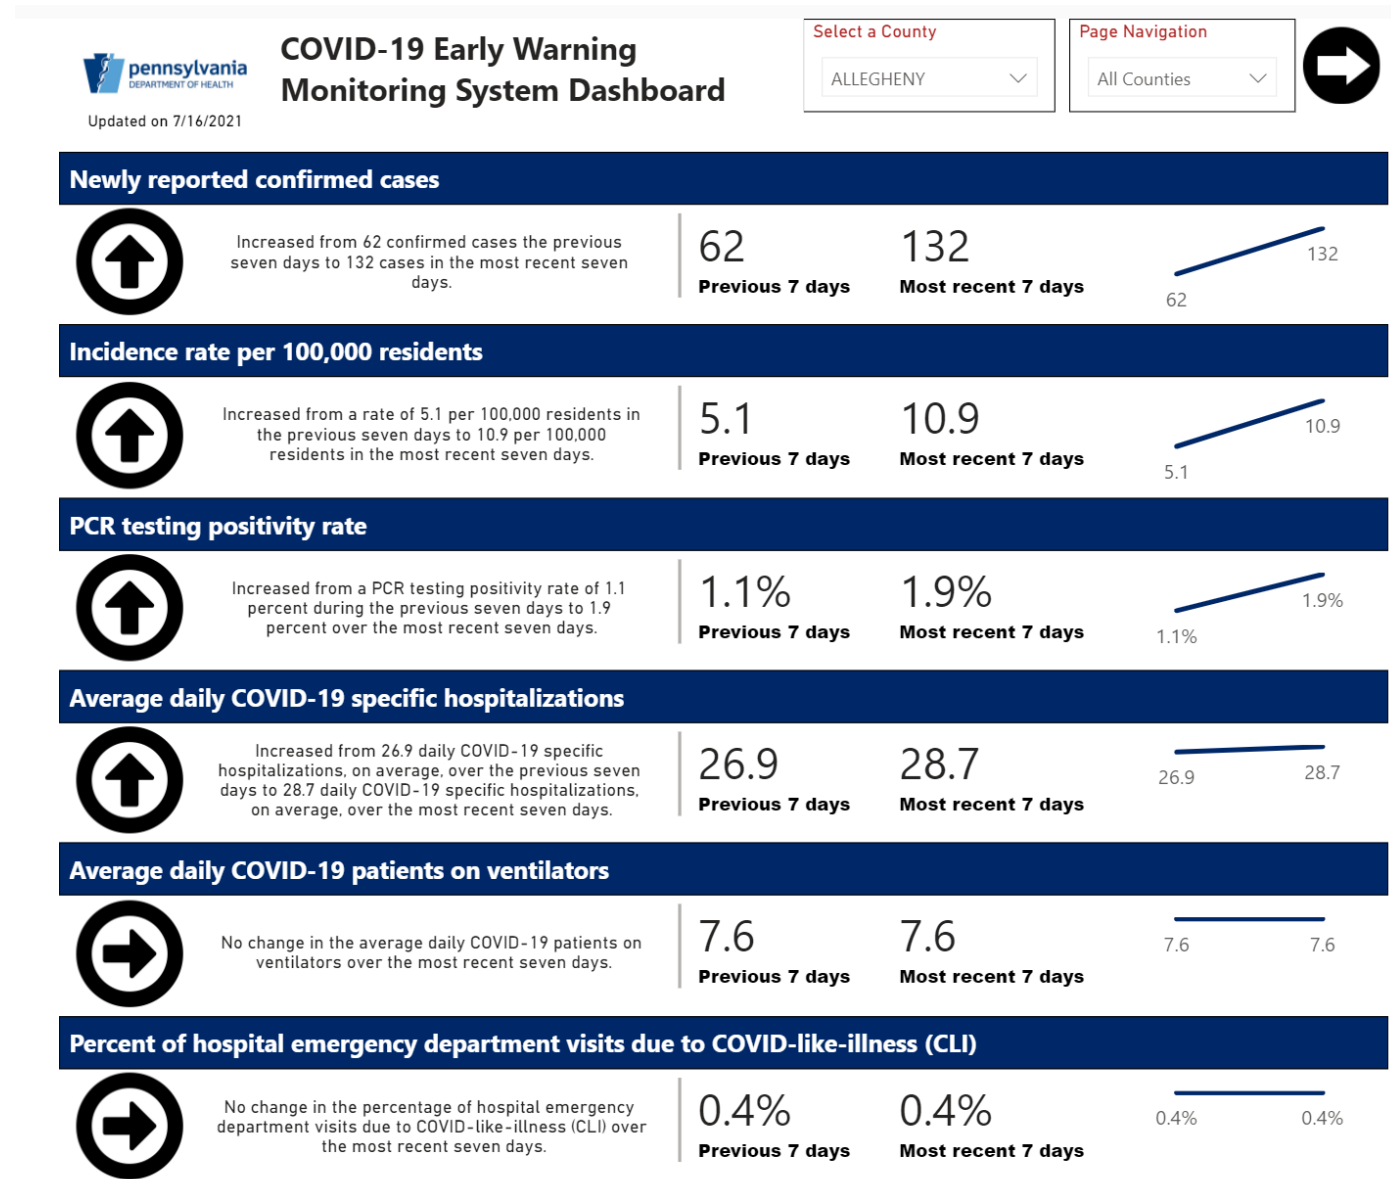 pennsylvania
DEPARTMENT OF HEALTH
Updated on 7/16/2021
COVID-19 Early Warning
Monitoring System Dashboard
Select a County
ALLEGHENY
Page Navigation
All Counties
Newly reported confirmed cases
Increased from 62 confirmed cases the previous
seven days to 132 cases in the most recent seven
days.
62
Previous 7 days
132
Most recent 7 days
62
132
Incidence rate per 100,000 residents
Increased from a rate of 5.1 per 100,000 residents in
the previous seven days to 10.9 per 100,000
residents in the most recent seven days.
5.1
Previous 7 days
10.9
Most recent 7 days
5.1
10.9
PCR testing positivity rate
Increased from a PCR testing positivity rate of 1.1
percent during the previous seven days to 1.9
percent over the most recent seven days.
1.1%
Previous 7 days
1.9%
Most recent 7 days
1.1%
1.9%
Average daily COVID-19 specific hospitalizations
Increased from 26.9 daily COVID-19 specific
hospitalizations, on average, over the previous seven
days to 28.7 daily COVID-19 specific hospitalizations,
on average, over the most recent seven days.
26.9
Previous 7 days
28.7
Most recent 7 days
26.9
28.7
Average daily COVID-19 patients on ventilators
No change in the average daily COVID-19 patients on
ventilators over the most recent seven days.
7.6
Previous 7 days
7.6
Most recent 7 days
7.6
7.6
Percent of hospital emergency department visits due to COVID-like-illness (CLI)
No change in the percentage of hospital emergency
department visits due to COVID-like-illness (CLI) over
the most recent seven days.
0.4%
Previous 7 days
0.4%
Most recent 7 days
0.4%
0.4%